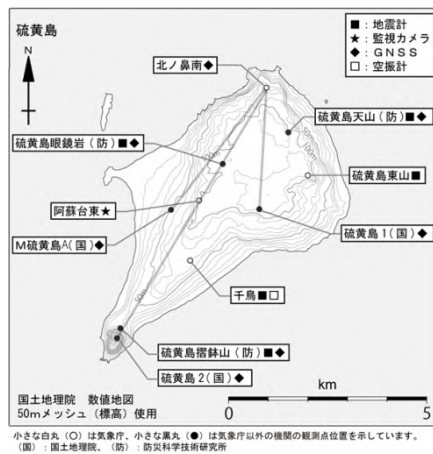 硫黄島
N
■：地震計
★：監視カメラ
◆：GNSS
□：空振計
北ノ鼻南◆
硫黄島天山（防）■◆
硫黄島眼鏡岩（防）■◆
硫黄島東山■
阿蘇台東★
M硫黄島A（国）◆
硫黄島1（国）◆
千鳥■□
硫黄島摺鉢山（防）■◆
硫黄島2（国）◆
50m
100m
100m
50m
km
0
5
国土地理院 数値地図
50mメッシュ（標高）使用
小さな白丸（○）は気象庁、小さな黒丸（●）は気象庁以外の機関の観測点位置を示しています。
（国）：国土地理院、（防）：防災科学技術研究所